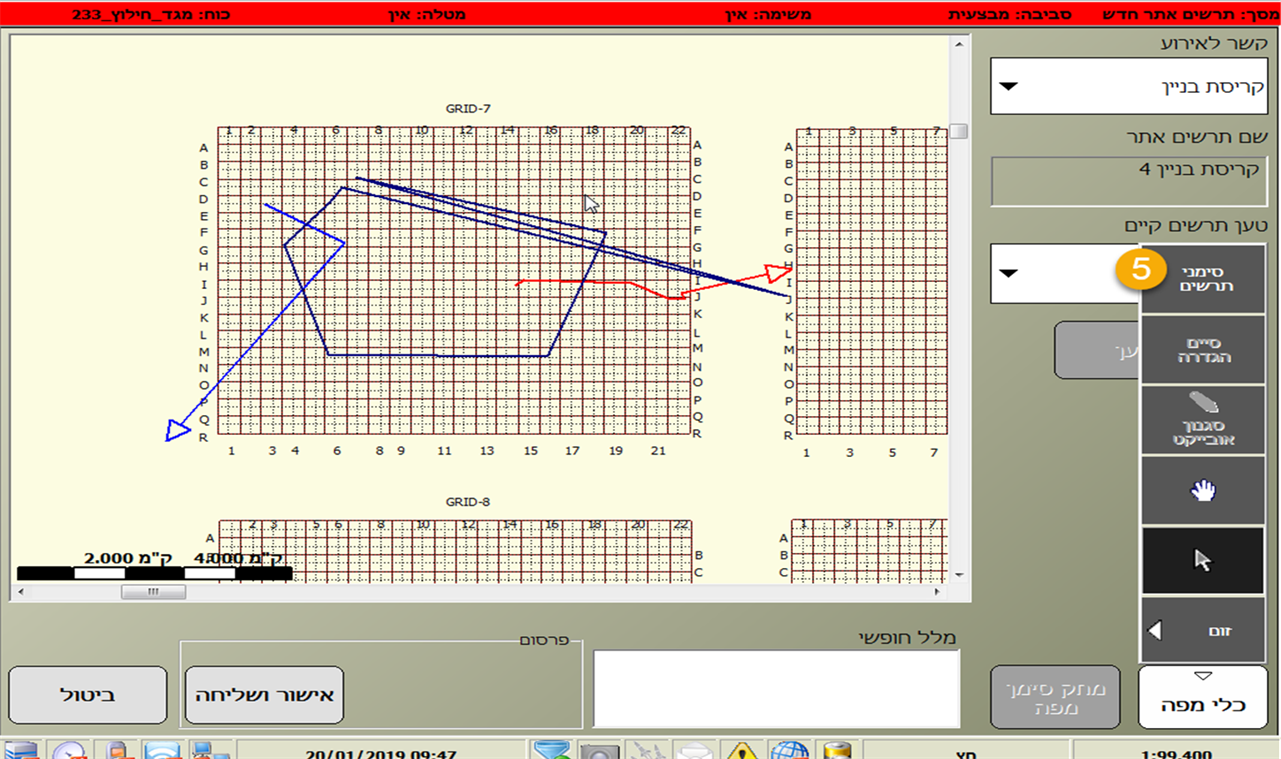 מסך: תרשים אתר חדש סביבה: מבצעית משימה: אין מטלה: אין כוח: מגד_חילוץ_233
קשר לאירוע
קריסת בניין
שם תרשים אתר
קריסת בניין 4
טען תרשים קיים
5
סימני
תרשים
סיים
הגדרה
סגנון
אובייקט
זום
כלי מפה
מחק סימן
מפה
GRID-7
1 2 4 6 8 10 12 14 16 18 20 22
A A
B B
C C
D D
E E
F F
G G
H H
I I
J J
K K
L L
M M
N N
O O
P P
Q Q
R R
1 3 4 6 8 9 11 13 15 17 19 21
1 3 5 7
A
B
C
D
E
F
G
H
I
J
K
L
M
N
O
P
Q
R
1 3 5 7
GRID-8
2 3 5 6 8 10 12 14 16 18 20 22
A
B
C
1 3 5 7
A
B
C
2.000 ק"מ 4.000 ק"מ
מלל חופשי
פרסום
אישור ושליחה
ביטול
20/01/2019 09:47
חץ
1:99,400